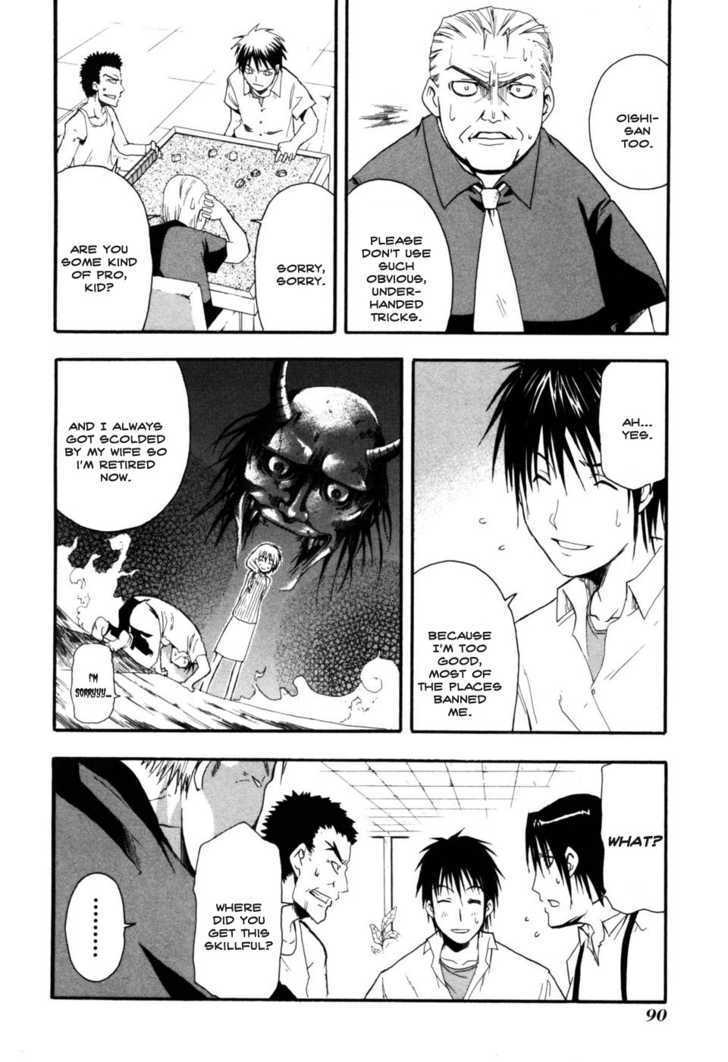 OISHI-
SAN
TOO.
PLEASE
DON'T USE
SUCH
OBVIOUS,
UNDER-
HANDED
TRICKS.
SORRY,
SORRY.
ARE YOU
SOME KIND
OF PRO,
KID?
AH...
YES.
BECAUSE
I'M TOO
GOOD,
MOST OF
THE PLACES
BANNED
ME.
AND I ALWAYS
GOT SCOLDED
BY MY WIFE SO
I'M RETIRED
NOW.
I'M
SORRYYY...
WHAT?
WHERE
DID YOU
GET THIS
SKILLFUL?
.........
90